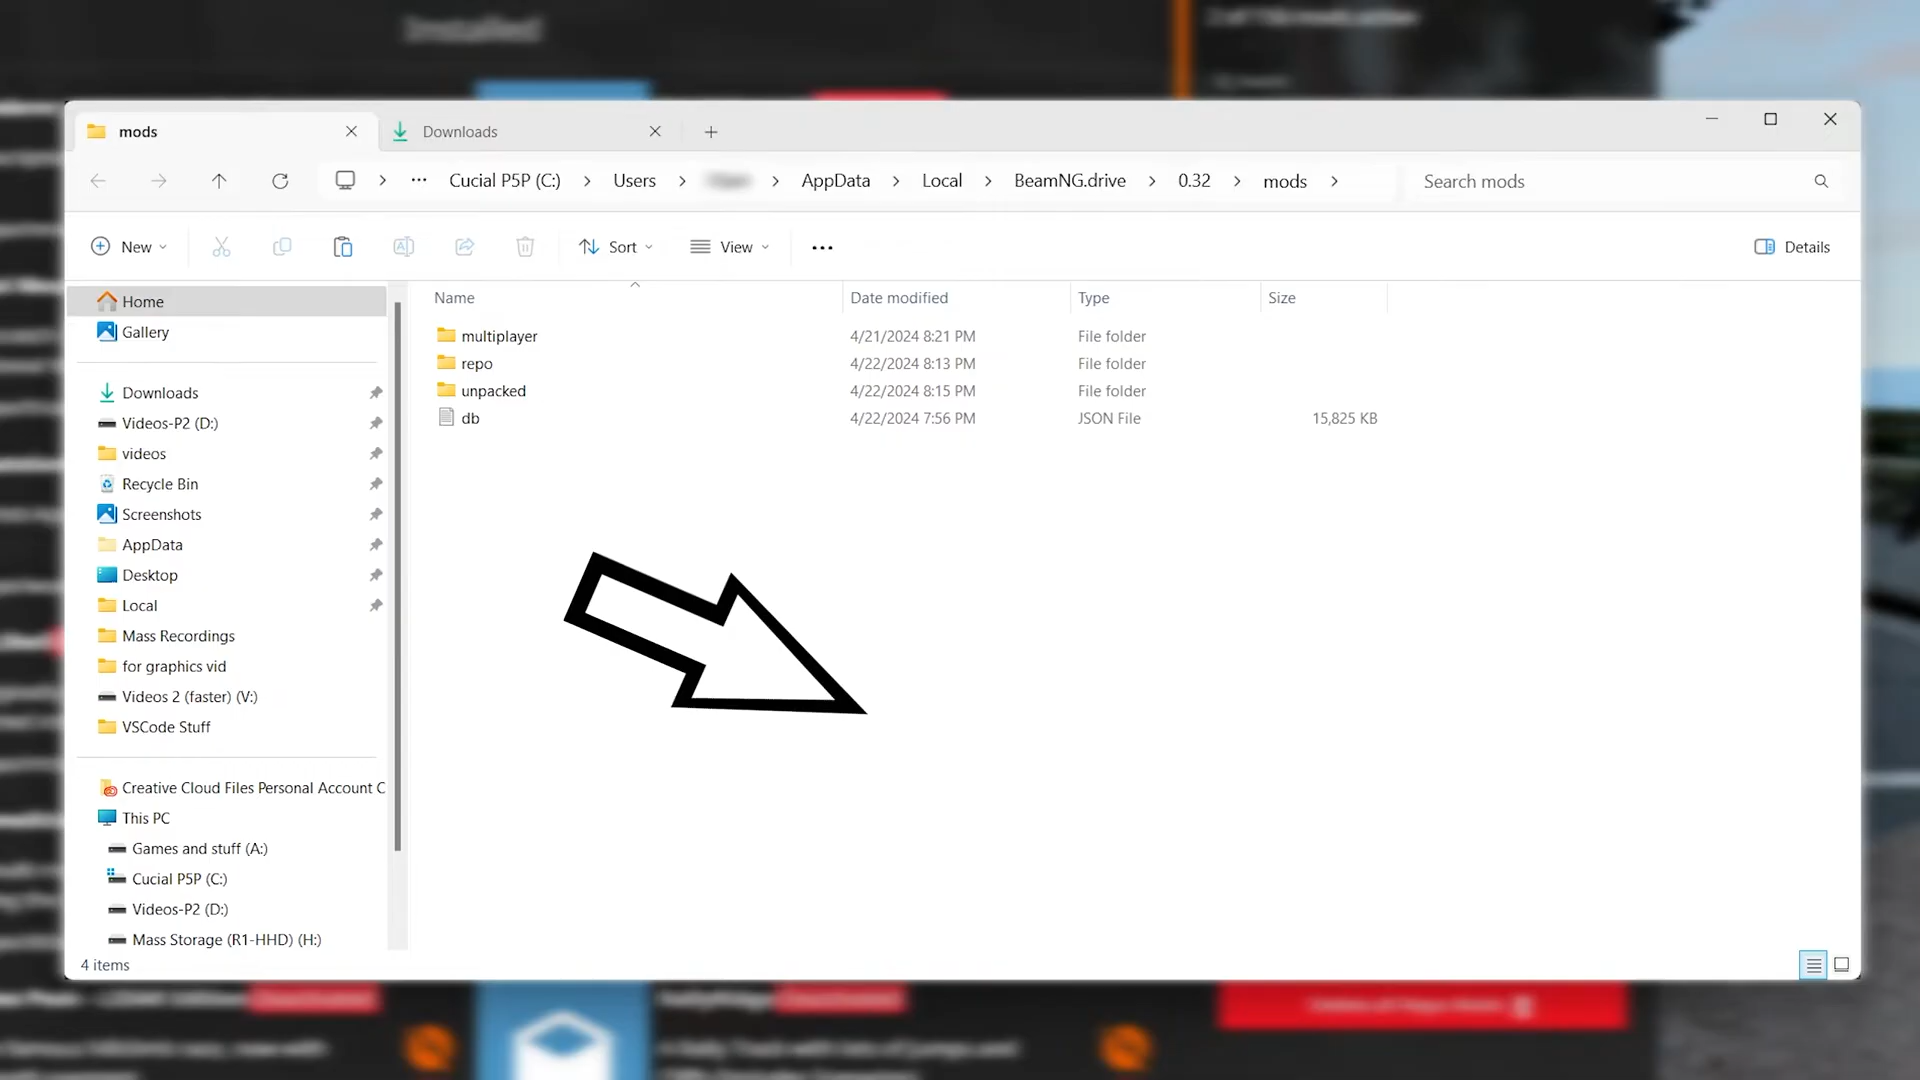 Installed
mods
Downloads
Cucial P5P (C:) Users AppData Local BeamNG.drive 0.32 mods
Search mods
New
Sort
View
Details
Name Date modified Type Size
multiplayer 4/21/2024 8:21 PM File folder
repo 4/22/2024 8:13 PM File folder
unpacked 4/22/2024 8:15 PM File folder
db 4/22/2024 7:56 PM JSON File 15,825 KB
Home
Gallery
Downloads
Videos-P2 (D:)
videos
Recycle Bin
Screenshots
AppData
Desktop
Local
Mass Recordings
for graphics vid
Videos 2 (faster) (V:)
VSCode Stuff
Creative Cloud Files Personal Account C
This PC
Games and stuff (A:)
Cucial P5P (C:)
Videos-P2 (D:)
Mass Storage (R1-HHD) (H:)
4 items